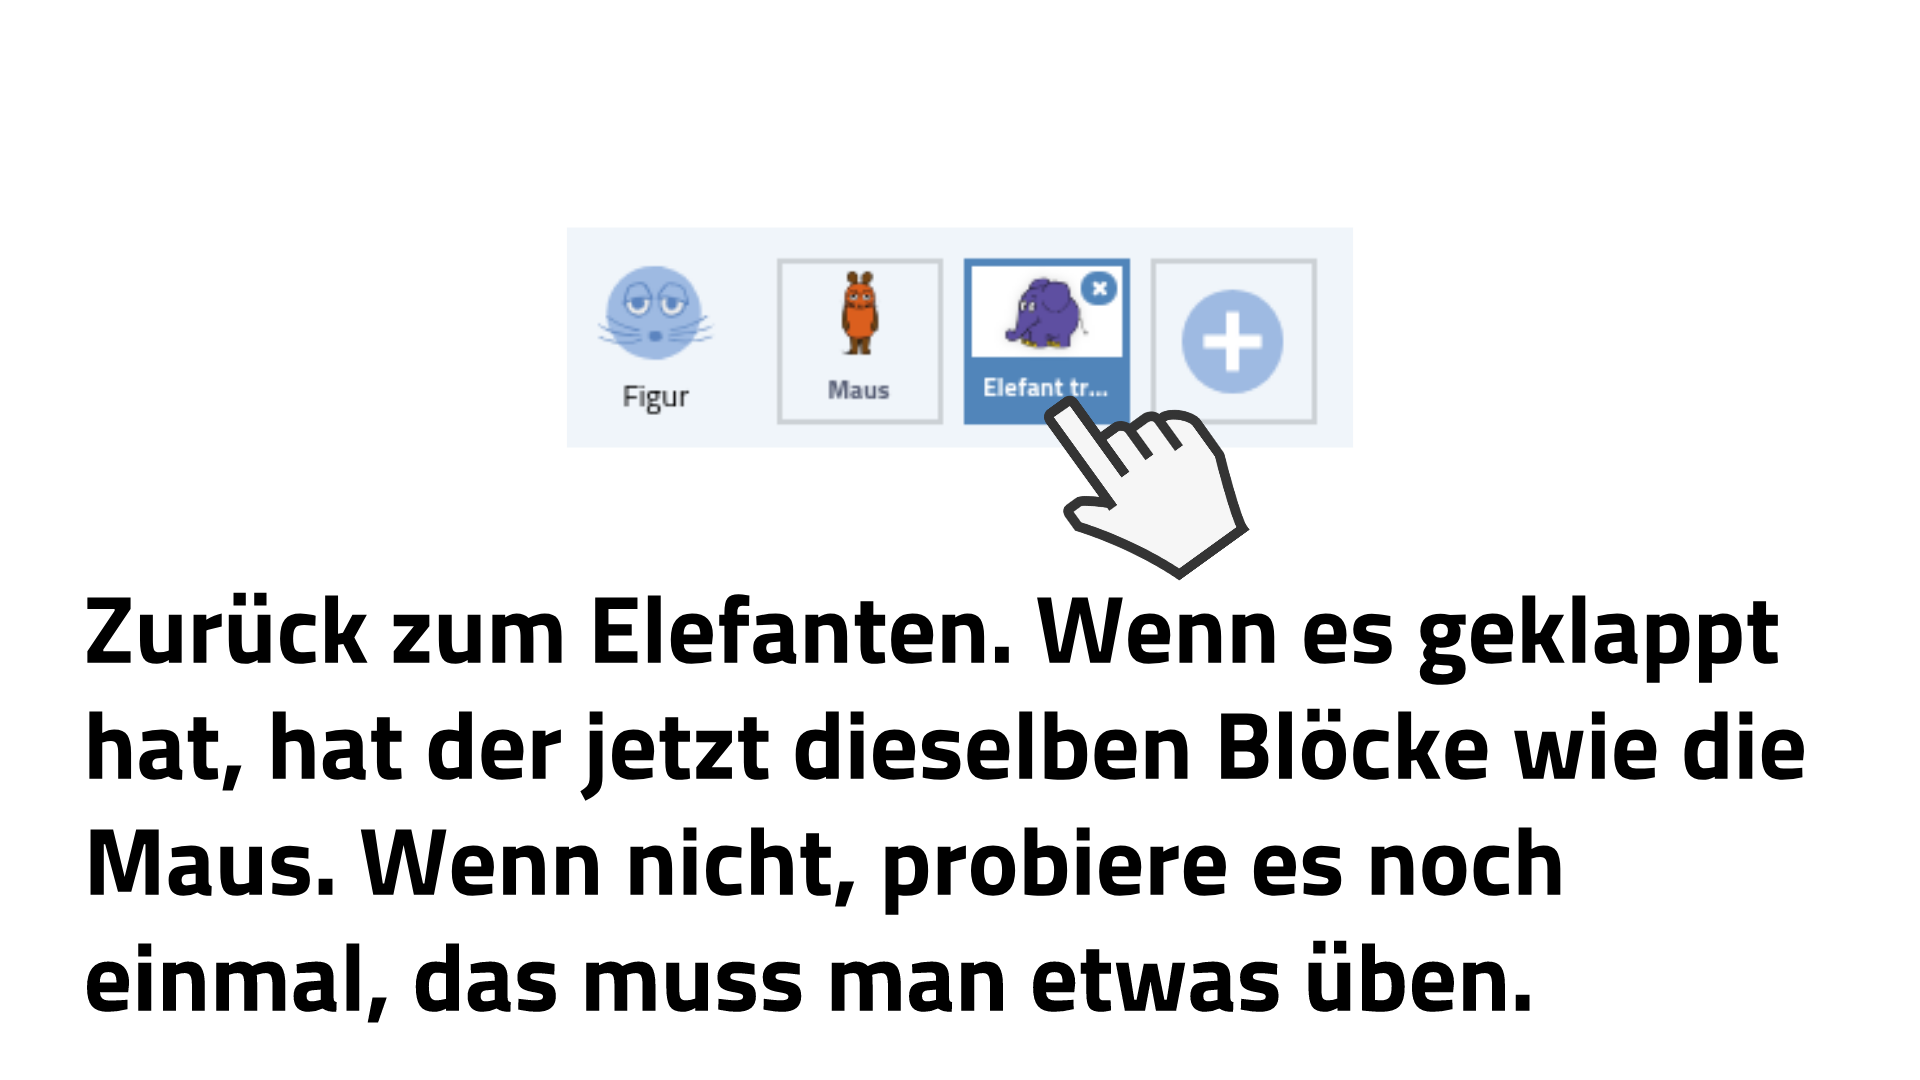 Figur
Maus
Elefant tr...
Zurück zum Elefanten. Wenn es geklappt
hat, hat der jetzt dieselben Blöcke wie die
Maus. Wenn nicht, probiere es noch
einmal, das muss man etwas üben.